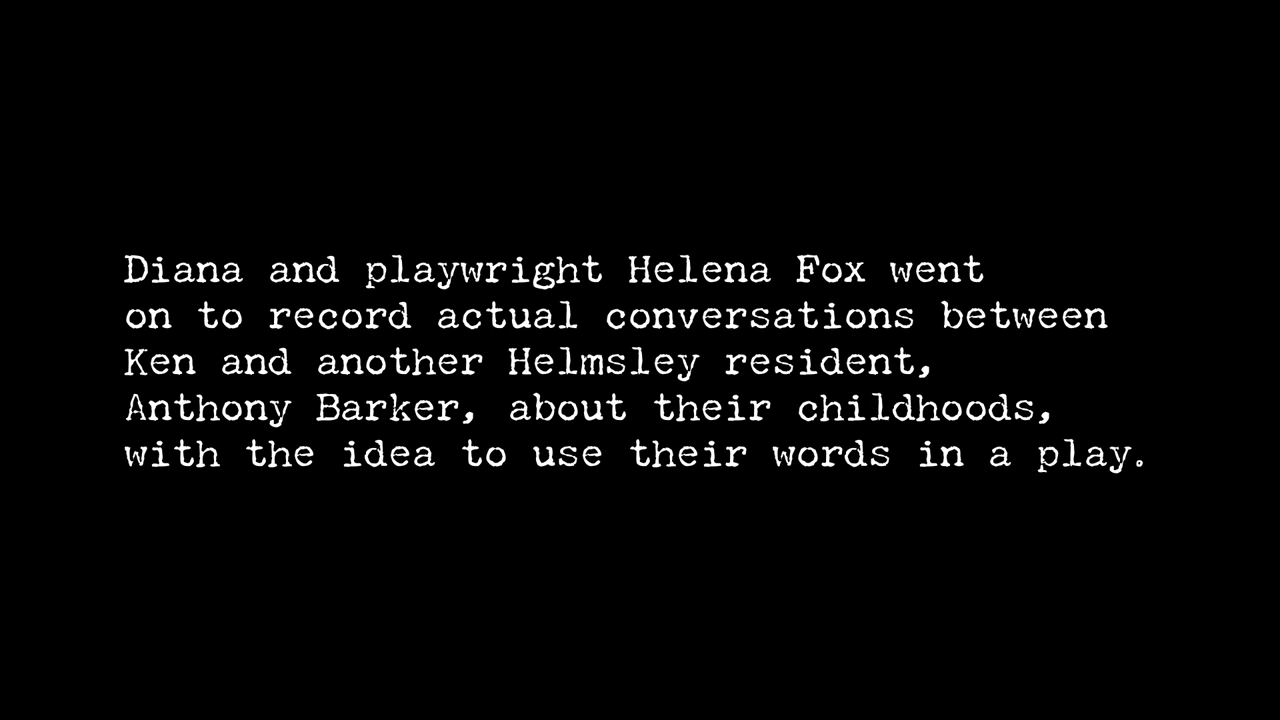 Diana and playwright Helena Fox went
on to record actual conversations between
Ken and another Helmsley resident,
Anthony Barker, about their childhoods,
with the idea to use their words in a play.